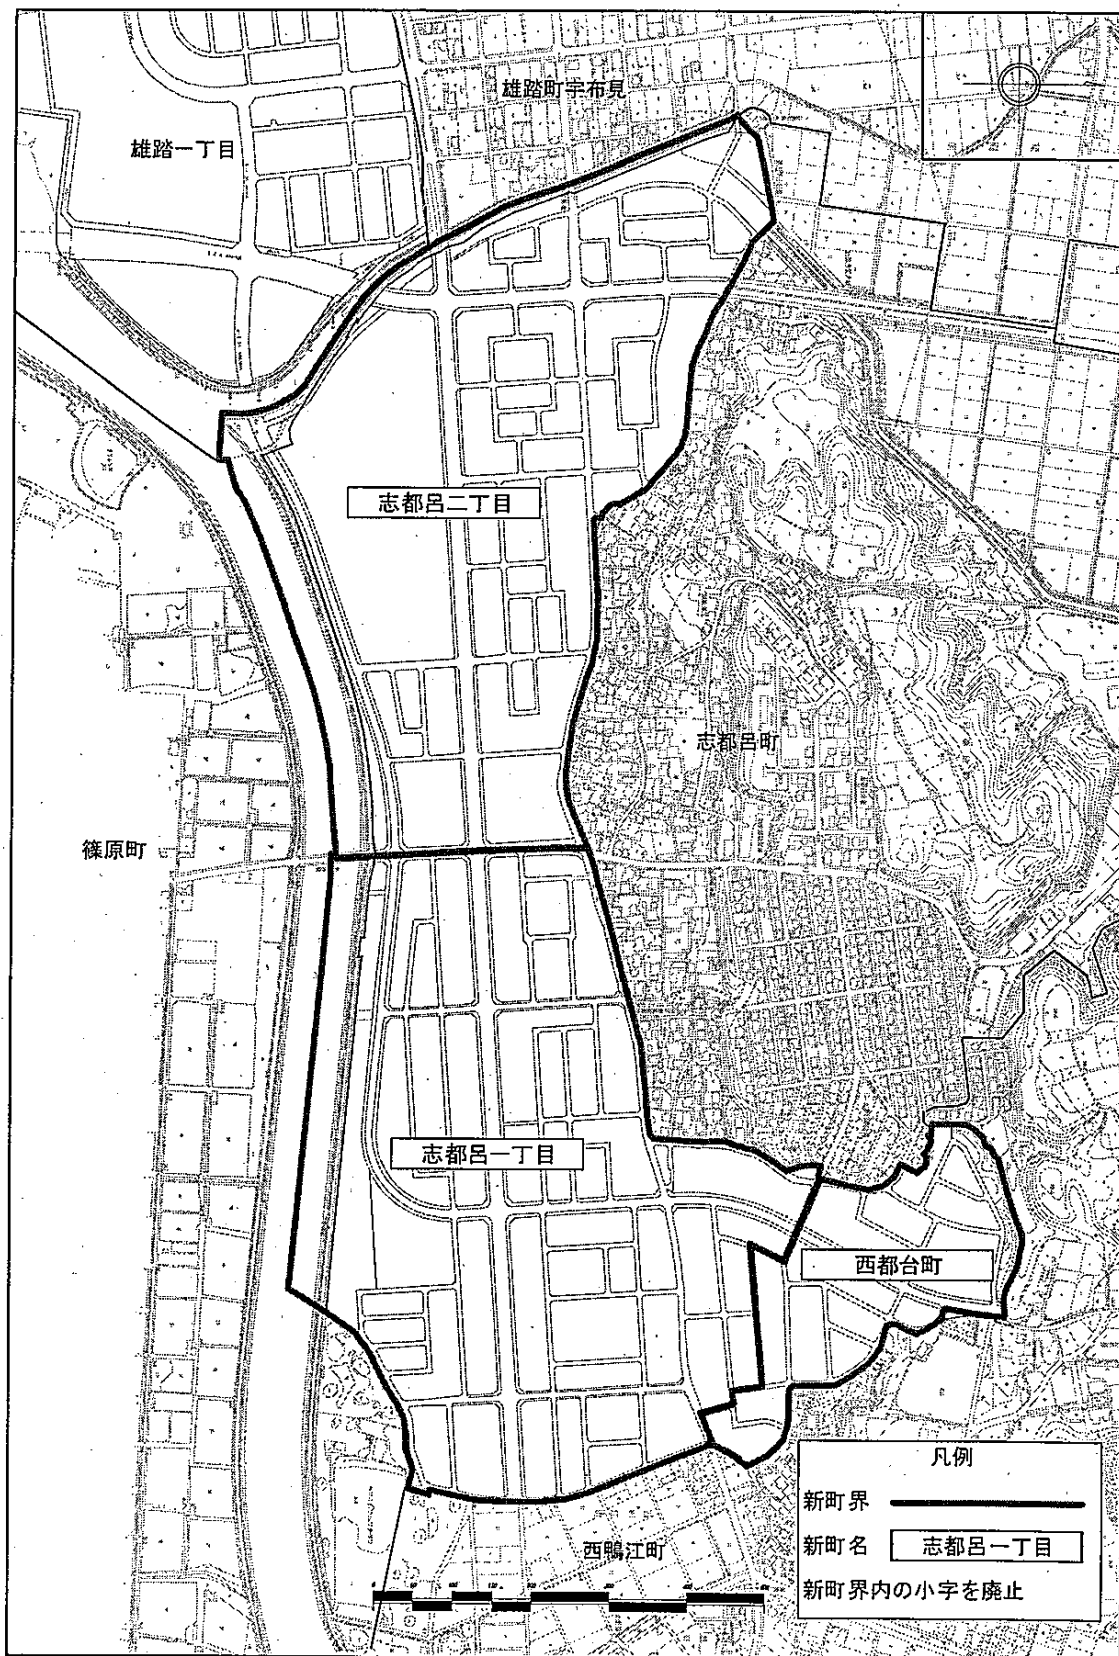 雄踏町宇布見
雄踏一丁目
志都呂二丁目
志都呂町
篠原町
志都呂一丁目
西都台町
西鴨江町
凡例
新町界
新町名 志都呂一丁目
新町界内の小字を廃止